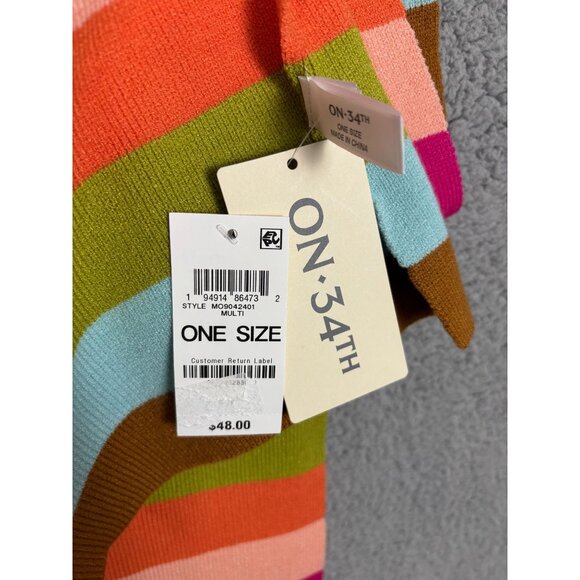 ON·34TH
ONE SIZE
MADE IN CHINA
ON·34TH
1 94914 86473 2
STYLE MO9042401
MULTI
ONE SIZE
Customer Return Label
$48.00